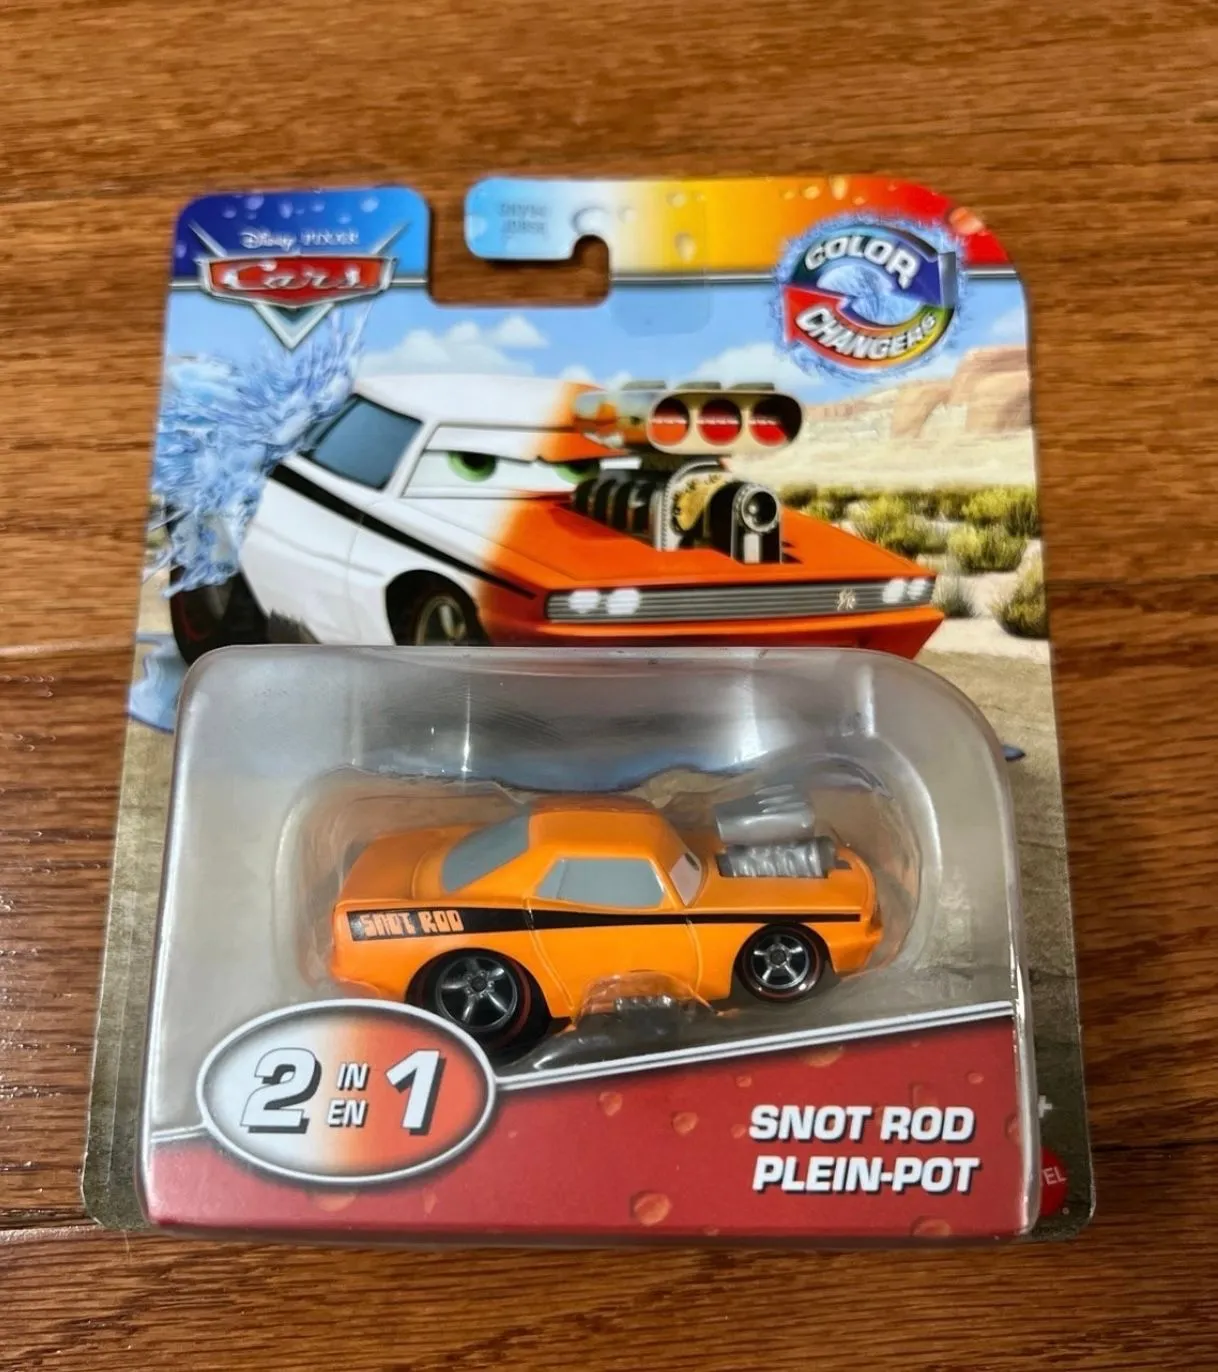 Disney PIXAR
Cars
COLOR
CHANGERS
SNOT ROD
2 IN 1
EN
SNOT ROD
PLEIN-POT